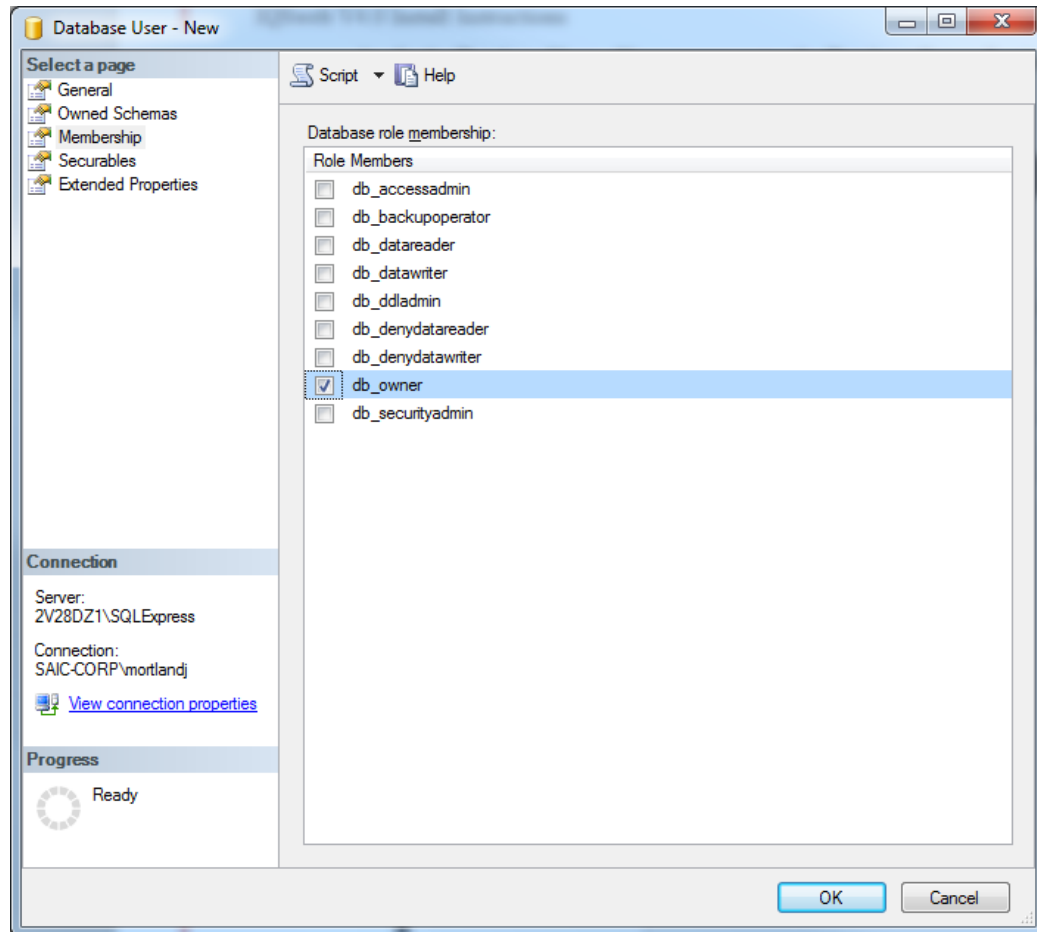 Database User - New
Select a page
General
Owned Schemas
Membership
Securables
Extended Properties
Script
Help
Database role membership:
Role Members
db_accessadmin
db_backupoperator
db_datareader
db_datawriter
db_ddladmin
db_denydatareader
db_denydatawriter
db_owner
db_securityadmin
Connection
Server:
2V28DZ1\SQLExpress
Connection:
SAIC-CORP\mortlandj
View connection properties
Progress
Ready
OK
Cancel